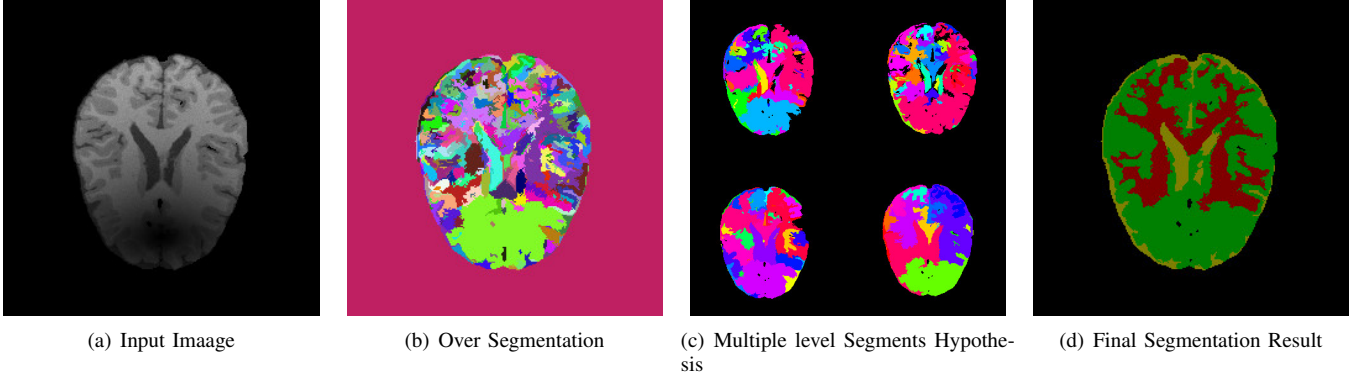 (a) Input Imaage
(b) Over Segmentation
(c) Multiple level Segments Hypothe-
sis
(d) Final Segmentation Result